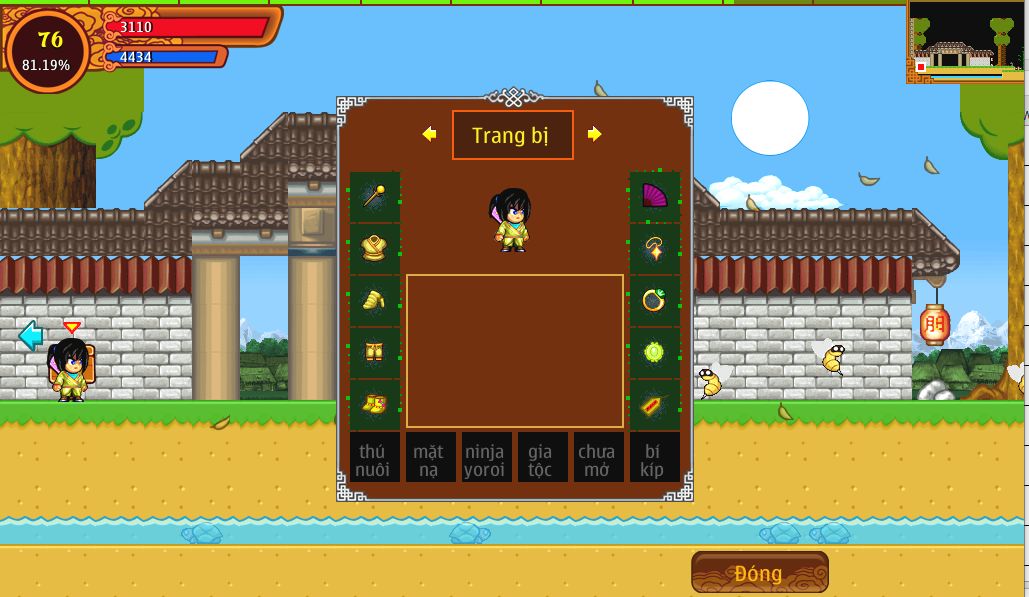 76
81.19%
3110
4434
Trang bị
thú nuôi
mặt nạ
ninja yoroi
gia tộc
chưa mở
bí kíp
Đóng